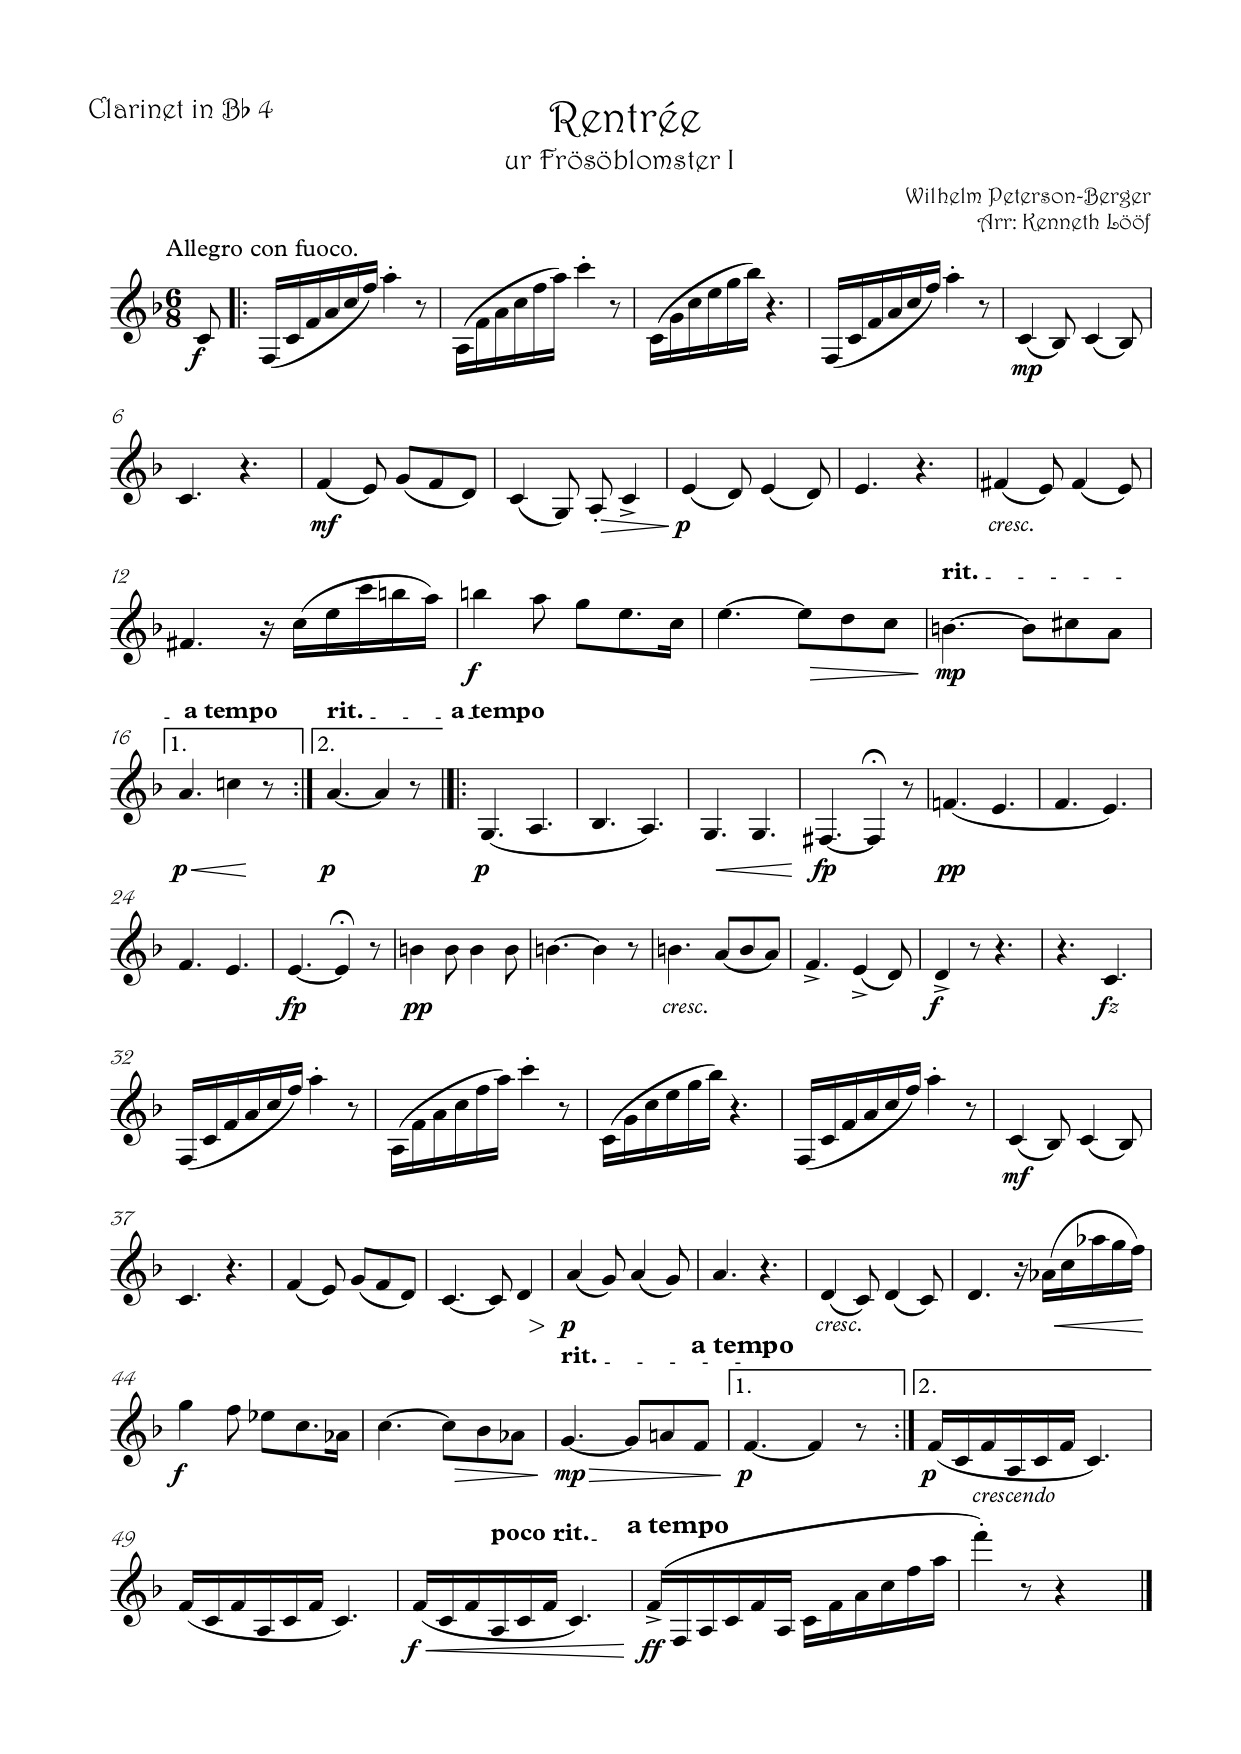 Clarinet in B♭ 4
Rentrée
ur Frösöblomster I
Wilhelm Peterson-Berger
Arr: Kenneth Lööf
Allegro con fuoco.
6
8
f
mp
6
mf
p
cresc.
12
rit.
f
mp
a tempo
rit.
a tempo
16
1.
2.
p
p
p
fp
pp
24
fp
pp
cresc.
f
fz
32
mf
37
p
cresc.
rit.
a tempo
44
1.
2.
f
mp
p
p
crescendo
49
poco rit.
a tempo
f
ff